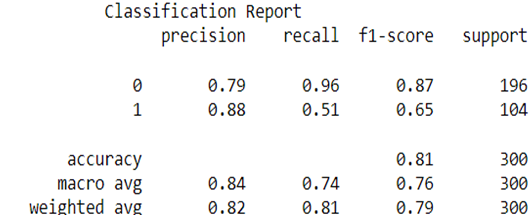 Classification Report
precision recall f1-score support
0 0.79 0.96 0.87 196
1 0.88 0.51 0.65 104
accuracy 0.81 300
macro avg 0.84 0.74 0.76 300
weighted avg 0.82 0.81 0.79 300